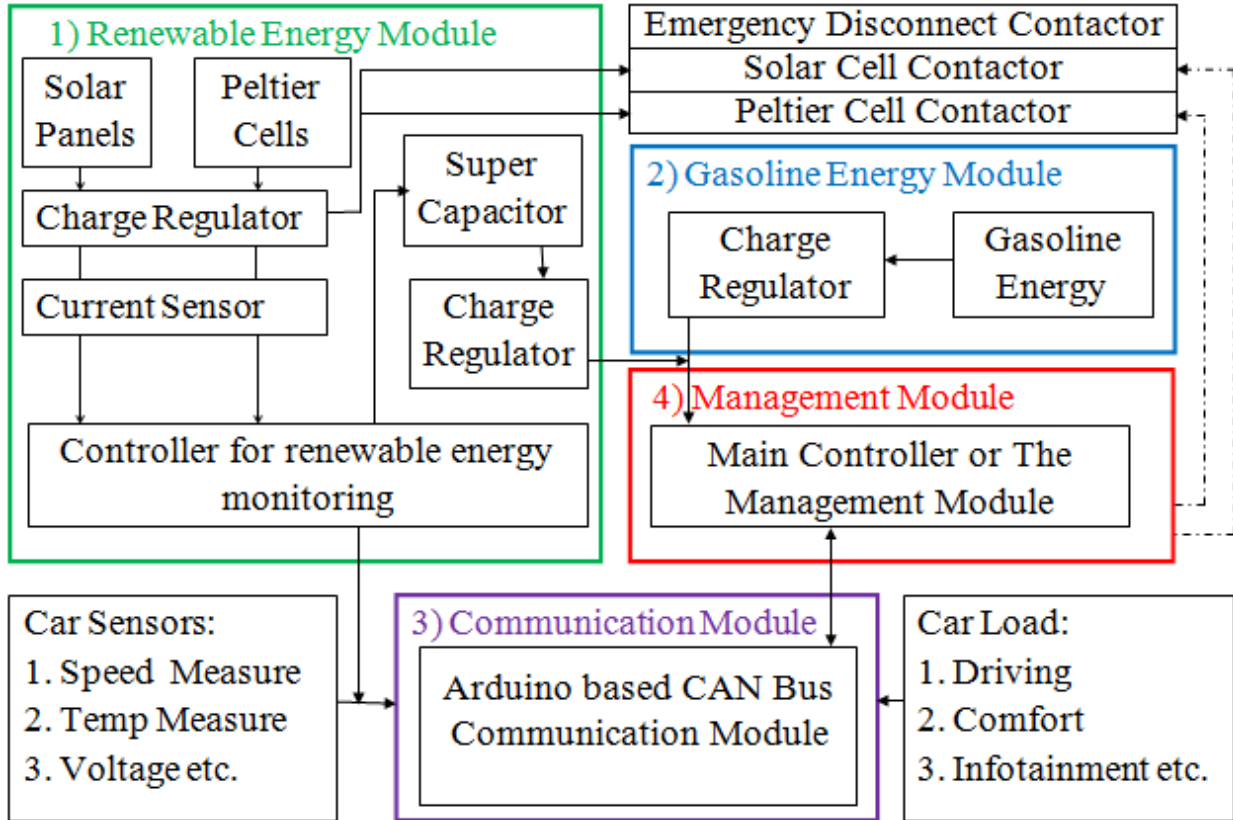 1) Renewable Energy Module
Solar
Panels
Peltier
Cells
Charge Regulator
Current Sensor
Super
Capacitor
Charge
Regulator
Controller for renewable energy
monitoring
Emergency Disconnect Contactor
Solar Cell Contactor
Peltier Cell Contactor
2) Gasoline Energy Module
Charge
Regulator
Gasoline
Energy
4) Management Module
Main Controller or The
Management Module
Car Sensors:
1. Speed Measure
2. Temp Measure
3. Voltage etc.
3) Communication Module
Arduino based CAN Bus
Communication Module
Car Load:
1. Driving
2. Comfort
3. Infotainment etc.